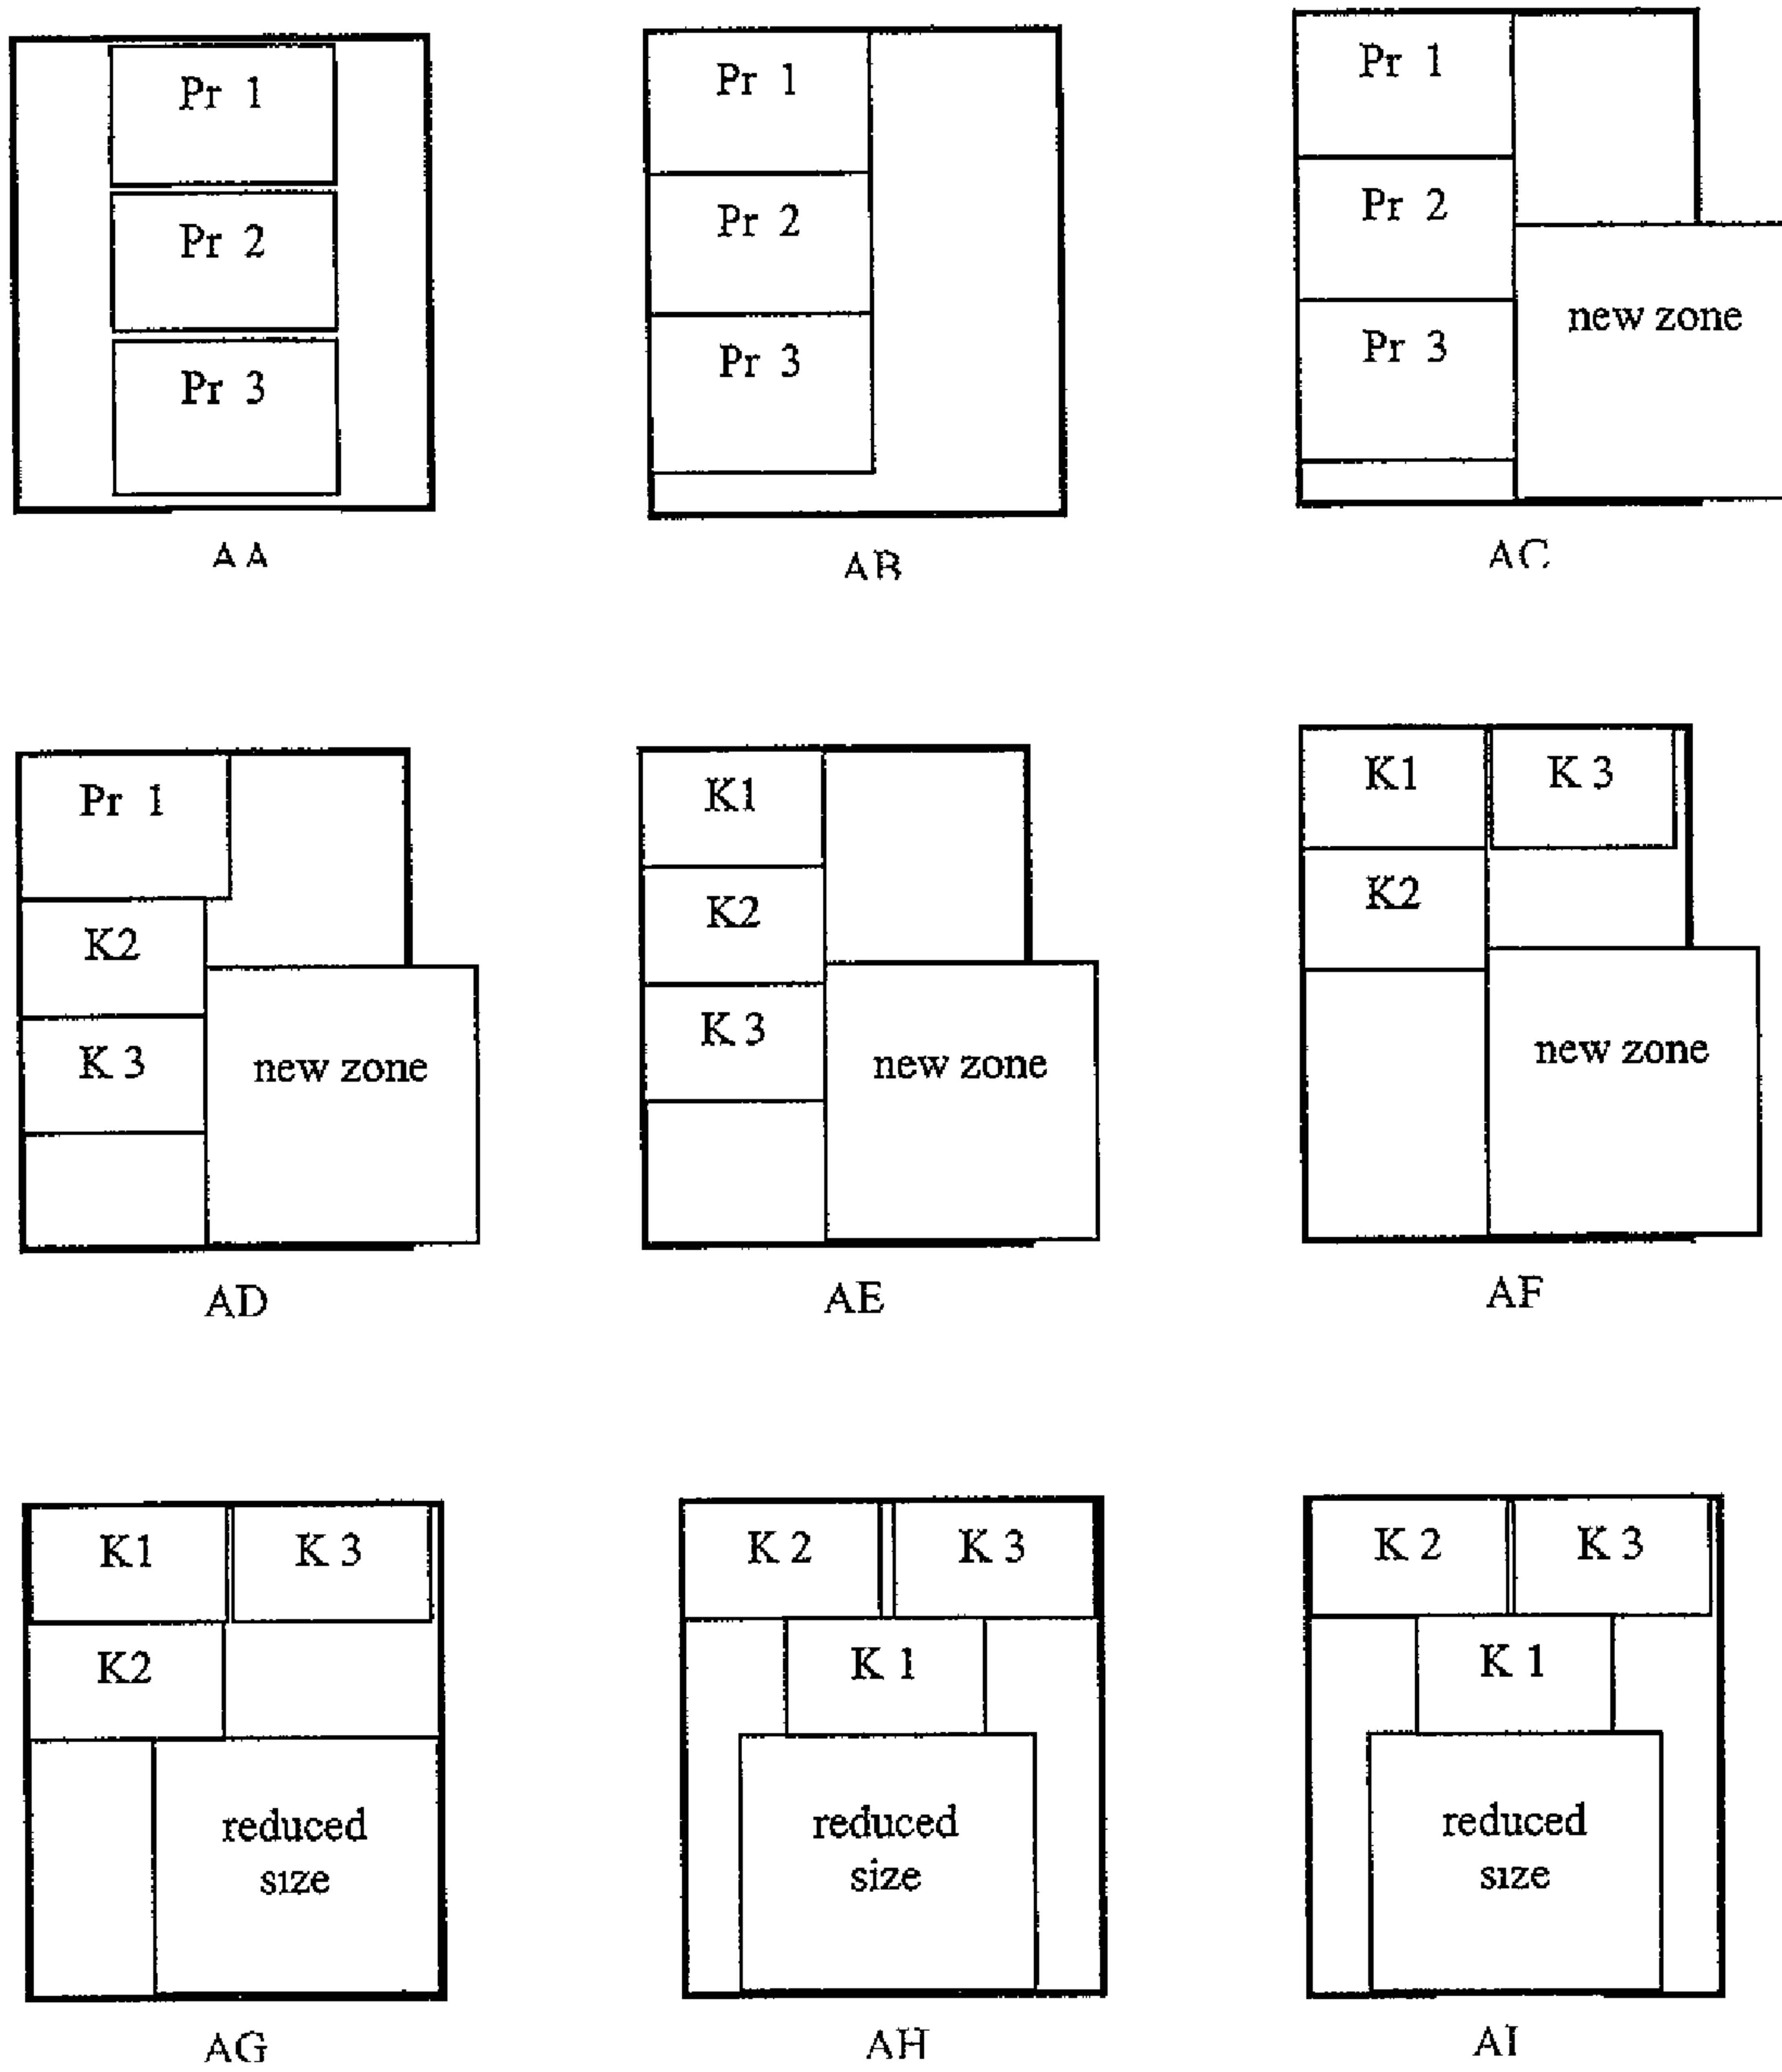 Pr 1
Pr 2
Pr 3
AA
Pr 1
Pr 2
Pr 3
AB
Pr 1
Pr 2
Pr 3
new zone
AC
Pr 1
K2
K 3
new zone
AD
K1
K2
K 3
new zone
AE
K1
K 3
K2
new zone
AF
K1
K 3
K2
reduced
size
AG
K 2
K 3
K 1
reduced
size
AH
K 2
K 3
K 1
reduced
size
AI